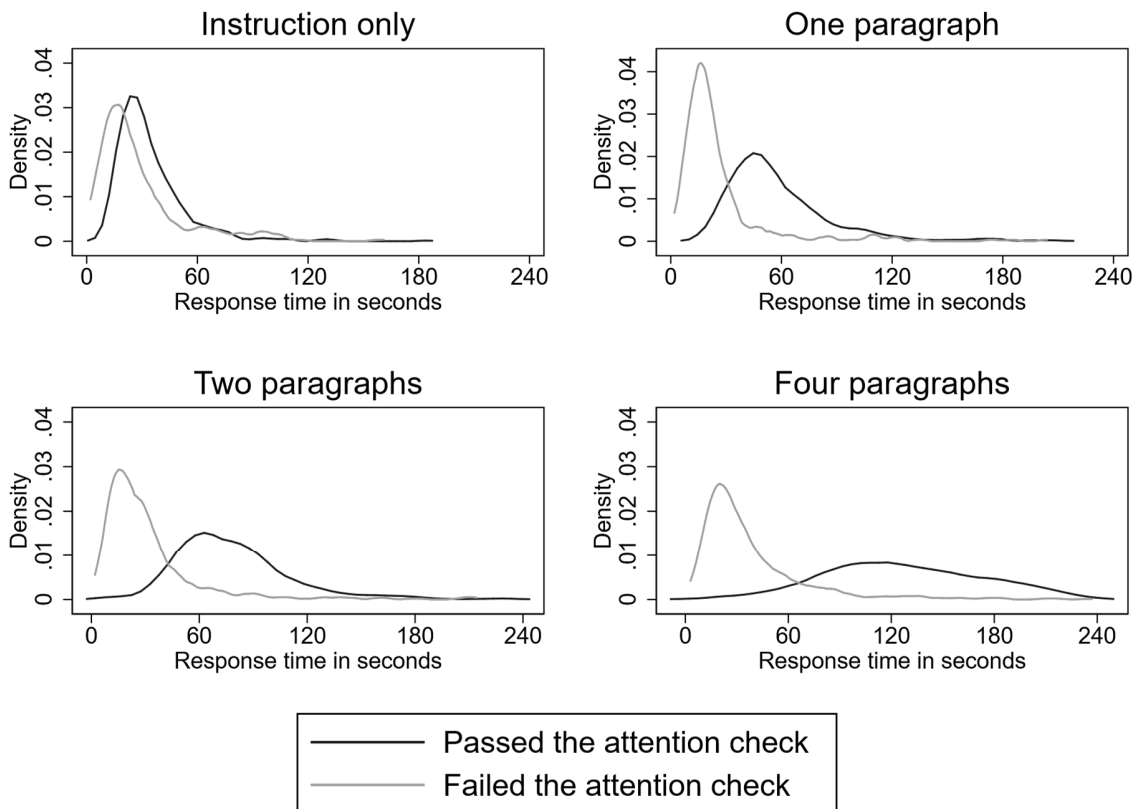 Instruction only
Density
0 .01 .02 .03 .04
0 60 120 180 240
Response time in seconds
One paragraph
Density
0 .01 .02 .03 .04
0 60 120 180 240
Response time in seconds
Two paragraphs
Density
0 .01 .02 .03 .04
0 60 120 180 240
Response time in seconds
Four paragraphs
Density
0 .01 .02 .03 .04
0 60 120 180 240
Response time in seconds
Passed the attention check
Failed the attention check